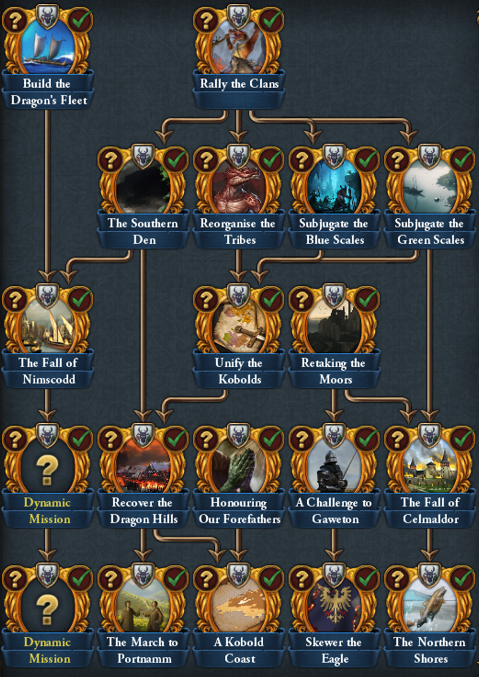 Build the
Dragon's Fleet
Rally the Clans
The Southern
Den
Reorganise the
Tribes
Subjugate the
Blue Scales
Subjugate the
Green Scales
The Fall of
Nimscodd
Unify the
Kobolds
Retaking the
Moors
Dynamic
Mission
Recover the
Dragon Hills
Honouring
Our Forefathers
A Challenge to
Gaweton
The Fall of
Celmaldor
Dynamic
Mission
The March to
Portnamm
A Kobold
Coast
Skewer the
Eagle
The Northern
Shores